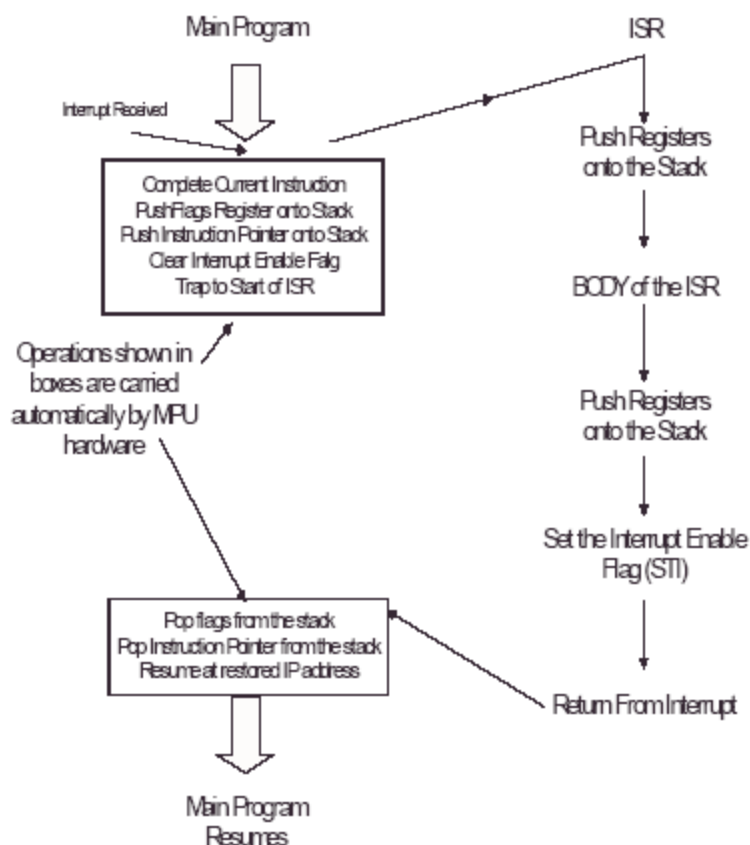 Main Program
ISR
Interrupt Received
Push Registers
onto the Stack
Complete Current Instruction
Push Flags Register onto Stack
Push Instruction Pointer onto Stack
Clear Interrupt Enable Falg
Trap to Start of ISR
BODY of the ISR
Operations shown in
boxes are carried
automatically by MPU
hardware
Push Registers
onto the Stack
Set the Interrupt Enable
Flag (STI)
Pop flags from the stack
Pop Instruction Pointer from the stack
Resume at restored IP address
Return From Interrupt
Main Program
Resumes